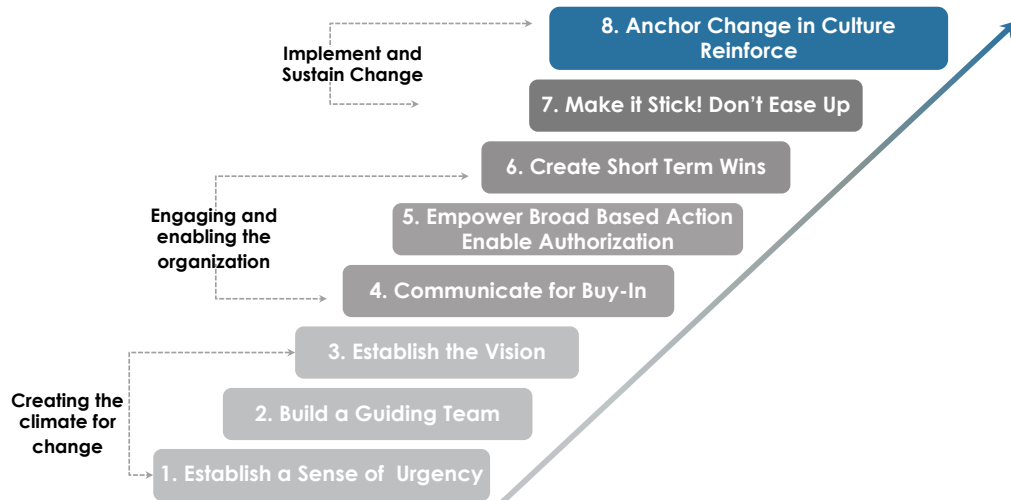 8. Anchor Change in Culture
Reinforce
Implement and
Sustain Change
7. Make it Stick! Don’t Ease Up
6. Create Short Term Wins
Engaging and
enabling the
organization
5. Empower Broad Based Action
Enable Authorization
4. Communicate for Buy-In
3. Establish the Vision
Creating the
climate for
change
2. Build a Guiding Team
1. Establish a Sense of  Urgency